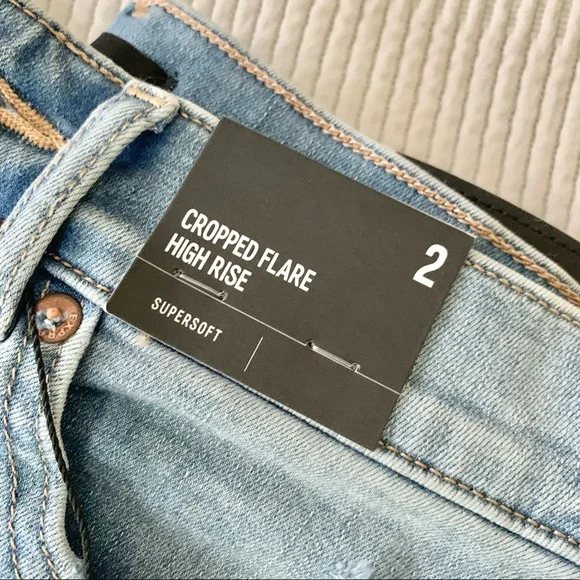 CROPPED FLARE
HIGH RISE
2
SUPERSOFT